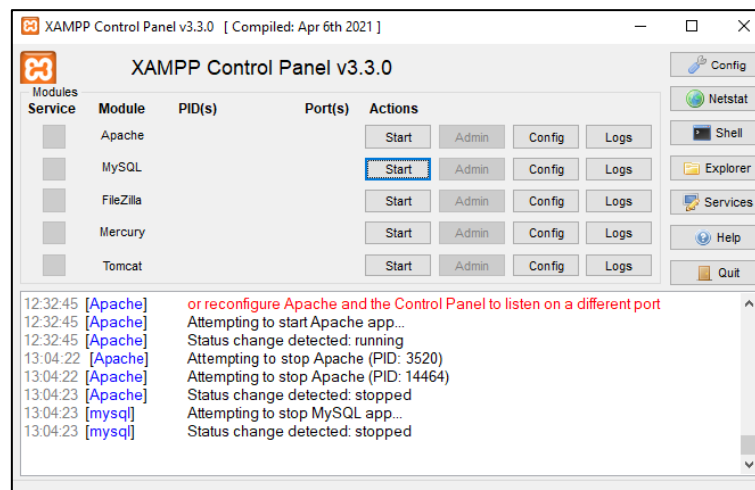 XAMPP Control Panel v3.3.0 [ Compiled: Apr 6th 2021 ]
XAMPP Control Panel v3.3.0
Config
Modules
Service Module PID(s) Port(s) Actions
Netstat
Apache Start Admin Config Logs
Shell
MySQL Start Admin Config Logs
Explorer
FileZilla Start Admin Config Logs
Services
Mercury Start Admin Config Logs
Help
Tomcat Start Admin Config Logs
Quit
12:32:45 [Apache] or reconfigure Apache and the Control Panel to listen on a different port
12:32:45 [Apache] Attempting to start Apache app...
12:32:45 [Apache] Status change detected: running
13:04:22 [Apache] Attempting to stop Apache (PID: 3520)
13:04:22 [Apache] Attempting to stop Apache (PID: 14464)
13:04:23 [Apache] Status change detected: stopped
13:04:23 [mysql] Attempting to stop MySQL app...
13:04:23 [mysql] Status change detected: stopped